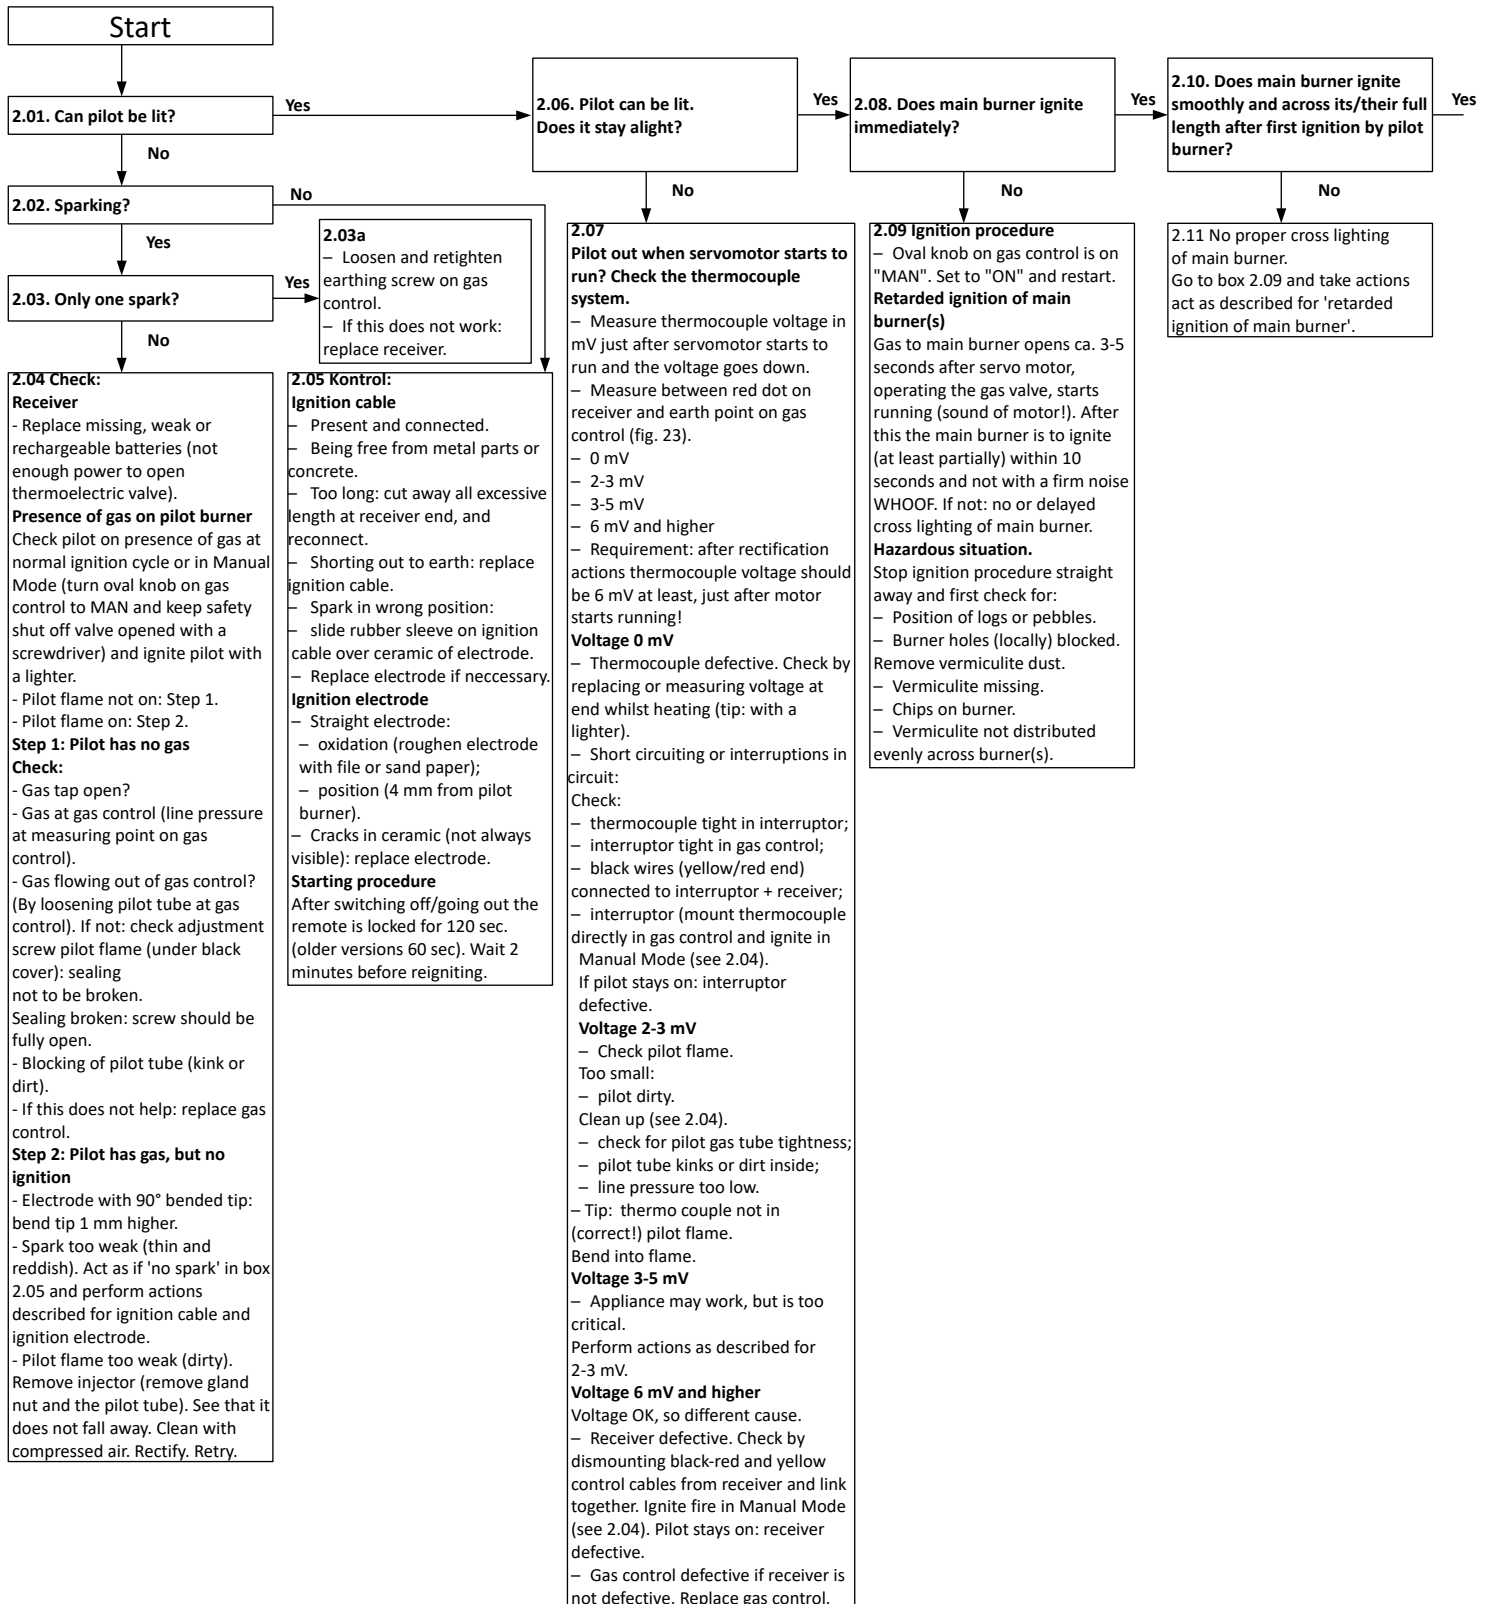 Start
2.01. Can pilot be lit?
Yes
No
2.02. Sparking?
No
Yes
2.03. Only one spark?
Yes
No
2.03a
– Loosen and retighten
earthing screw on gas
control.
– If this does not work:
replace receiver.
2.04 Check:
Receiver
- Replace missing, weak or
rechargeable batteries (not
enough power to open
thermoelectric valve).
Presence of gas on pilot burner
Check pilot on presence of gas at
normal ignition cycle or in Manual
Mode (turn oval knob on gas
control to MAN and keep safety
shut off valve opened with a
screwdriver) and ignite pilot with
a lighter.
- Pilot flame not on: Step 1.
- Pilot flame on: Step 2.
Step 1: Pilot has no gas
Check:
- Gas tap open?
- Gas at gas control (line pressure
at measuring point on gas
control).
- Gas flowing out of gas control?
(By loosening pilot tube at gas
control). If not: check adjustment
screw pilot flame (under black
cover): sealing
not to be broken.
Sealing broken: screw should be
fully open.
- Blocking of pilot tube (kink or
dirt).
- If this does not help: replace gas
control.
Step 2: Pilot has gas, but no
ignition
- Electrode with 90° bended tip:
bend tip 1 mm higher.
- Spark too weak (thin and
reddish). Act as if 'no spark' in box
2.05 and perform actions
described for ignition cable and
ignition electrode.
- Pilot flame too weak (dirty).
Remove injector (remove gland
nut and the pilot tube). See that it
does not fall away. Clean with
compressed air. Rectify. Retry.
2.05 Kontrol:
Ignition cable
– Present and connected.
– Being free from metal parts or
concrete.
– Too long: cut away all excessive
length at receiver end, and
reconnect.
– Shorting out to earth: replace
ignition cable.
– Spark in wrong position:
– slide rubber sleeve on ignition
cable over ceramic of electrode.
– Replace electrode if neccessary.
Ignition electrode
– Straight electrode:
– oxidation (roughen electrode
with file or sand paper);
– position (4 mm from pilot
burner).
– Cracks in ceramic (not always
visible): replace electrode.
Starting procedure
After switching off/going out the
remote is locked for 120 sec.
(older versions 60 sec). Wait 2
minutes before reigniting.
2.06. Pilot can be lit.
Does it stay alight?
Yes
No
2.07
Pilot out when servomotor starts to
run? Check the thermocouple
system.
– Measure thermocouple voltage in
mV just after servomotor starts to
run and the voltage goes down.
– Measure between red dot on
receiver and earth point on gas
control (fig. 23).
– 0 mV
– 2-3 mV
– 3-5 mV
– 6 mV and higher
– Requirement: after rectification
actions thermocouple voltage should
be 6 mV at least, just after motor
starts running!
Voltage 0 mV
– Thermocouple defective. Check by
replacing or measuring voltage at
end whilst heating (tip: with a
lighter).
– Short circuiting or interruptions in
circuit:
Check:
– thermocouple tight in interruptor;
– interruptor tight in gas control;
– black wires (yellow/red end)
connected to interruptor + receiver;
– interruptor (mount thermocouple
directly in gas control and ignite in
Manual Mode (see 2.04).
If pilot stays on: interruptor
defective.
Voltage 2-3 mV
– Check pilot flame.
Too small:
– pilot dirty.
Clean up (see 2.04).
– check for pilot gas tube tightness;
– pilot tube kinks or dirt inside;
– line pressure too low.
– Tip: thermo couple not in
(correct!) pilot flame.
Bend into flame.
Voltage 3-5 mV
– Appliance may work, but is too
critical.
Perform actions as described for
2-3 mV.
Voltage 6 mV and higher
Voltage OK, so different cause.
– Receiver defective. Check by
dismounting black-red and yellow
control cables from receiver and link
together. Ignite fire in Manual Mode
(see 2.04). Pilot stays on: receiver
defective.
– Gas control defective if receiver is
not defective. Replace gas control.
2.08. Does main burner ignite
immediately?
Yes
No
2.09 Ignition procedure
– Oval knob on gas control is on
"MAN". Set to "ON" and restart.
Retarded ignition of main
burner(s)
Gas to main burner opens ca. 3-5
seconds after servo motor,
operating the gas valve, starts
running (sound of motor!). After
this the main burner is to ignite
(at least partially) within 10
seconds and not with a firm noise
WHOOF. If not: no or delayed
cross lighting of main burner.
Hazardous situation.
Stop ignition procedure straight
away and first check for:
– Position of logs or pebbles.
– Burner holes (locally) blocked.
Remove vermiculite dust.
– Vermiculite missing.
– Chips on burner.
– Vermiculite not distributed
evenly across burner(s).
2.10. Does main burner ignite
smoothly and across its/their full
length after first ignition by pilot
burner?
Yes
No
2.11 No proper cross lighting
of main burner.
Go to box 2.09 and take actions
act as described for 'retarded
ignition of main burner'.